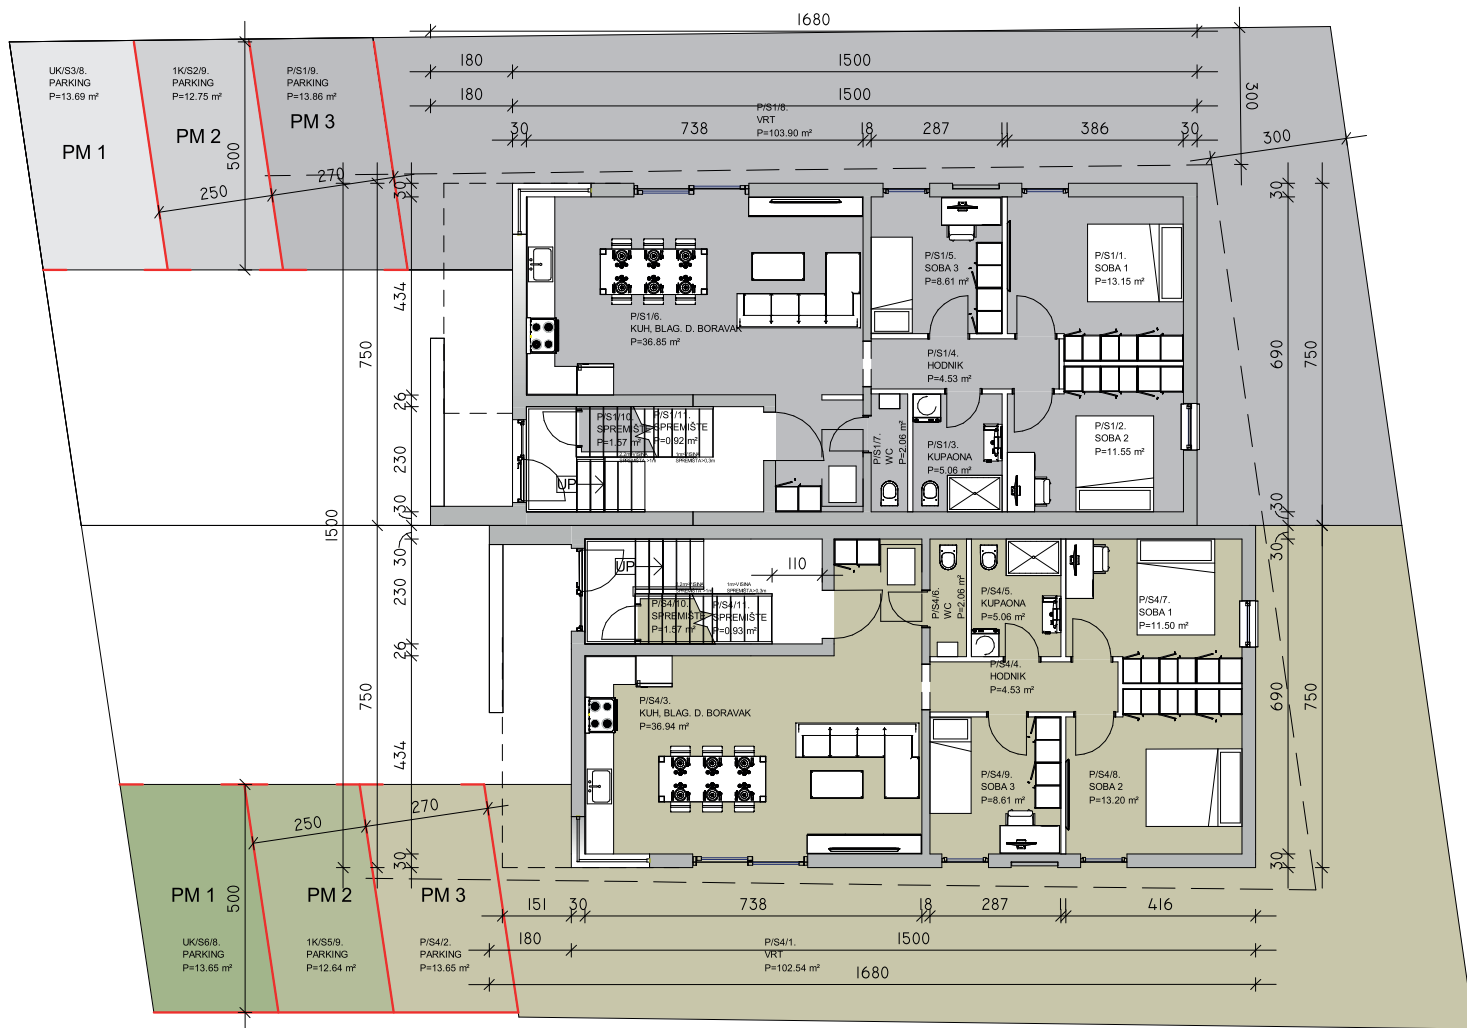 1680
180
1500
180
1500
30
738
18
287
11
386
30
300
300
UK/S3/8.
PARKING
P=13.69 m²
PM 1
1K/S2/9.
PARKING
P=12.75 m²
PM 2
P/S1/9.
PARKING
P=13.86 m²
PM 3
P/S1/8.
VRT
P=103.90 m²
500
250
270
30
434
750
26
230
30
1500
30
690
750
30
P/S1/6.
KUH, BLAG. D. BORAVAK
P=36.85 m²
P/S1/5.
SOBA 3
P=8.61 m²
P/S1/1.
SOBA 1
P=13.15 m²
P/S1/4.
HODNIK
P=4.53 m²
P/S1/10.
SPREMIŠTE
P=1.57 m²
P/S1/11.
SPREMIŠTE
P=0.92 m²
P/S1/7.
WC
P=2.06 m²
P/S1/3.
KUPAONA
P=5.06 m²
P/S1/2.
SOBA 2
P=11.55 m²
UP
UP
110
P/S4/10.
SPREMIŠTE
P=1.57 m²
P/S4/11.
SPREMIŠTE
P=0.93 m²
P/S4/6.
WC
P=2.06 m²
P/S4/5.
KUPAONA
P=5.06 m²
P/S4/7.
SOBA 1
P=11.50 m²
P/S4/4.
HODNIK
P=4.53 m²
P/S4/3.
KUH, BLAG. D. BORAVAK
P=36.94 m²
P/S4/9.
SOBA 3
P=8.61 m²
P/S4/8.
SOBA 2
P=13.20 m²
30
230
26
750
434
30
30
690
750
30
250
270
500
PM 1
PM 2
PM 3
UK/S6/8.
PARKING
P=13.65 m²
1K/S5/9.
PARKING
P=12.64 m²
P/S4/2.
PARKING
P=13.65 m²
P/S4/1.
VRT
P=102.54 m²
151
30
738
18
287
11
416
180
1500
1680